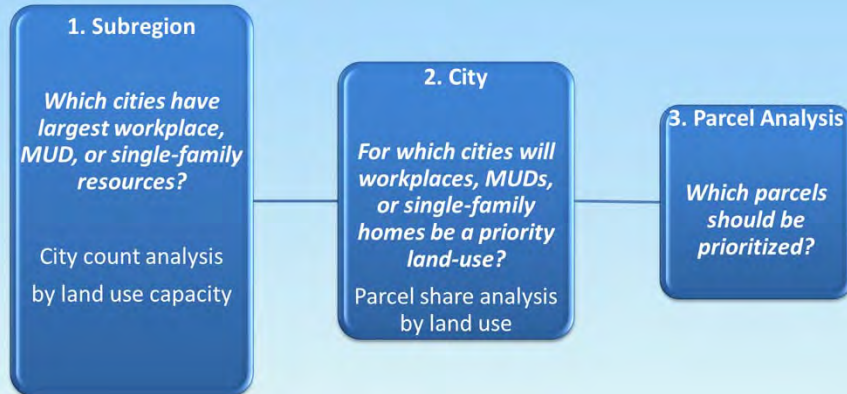 1. Subregion
Which cities have
largest workplace,
MUD, or single-family
resources?
City count analysis
by land use capacity
2. City
For which cities will
workplaces, MUDs,
or single-family
homes be a priority
land-use?
Parcel share analysis
by land use
3. Parcel Analysis
Which parcels
should be
prioritized?